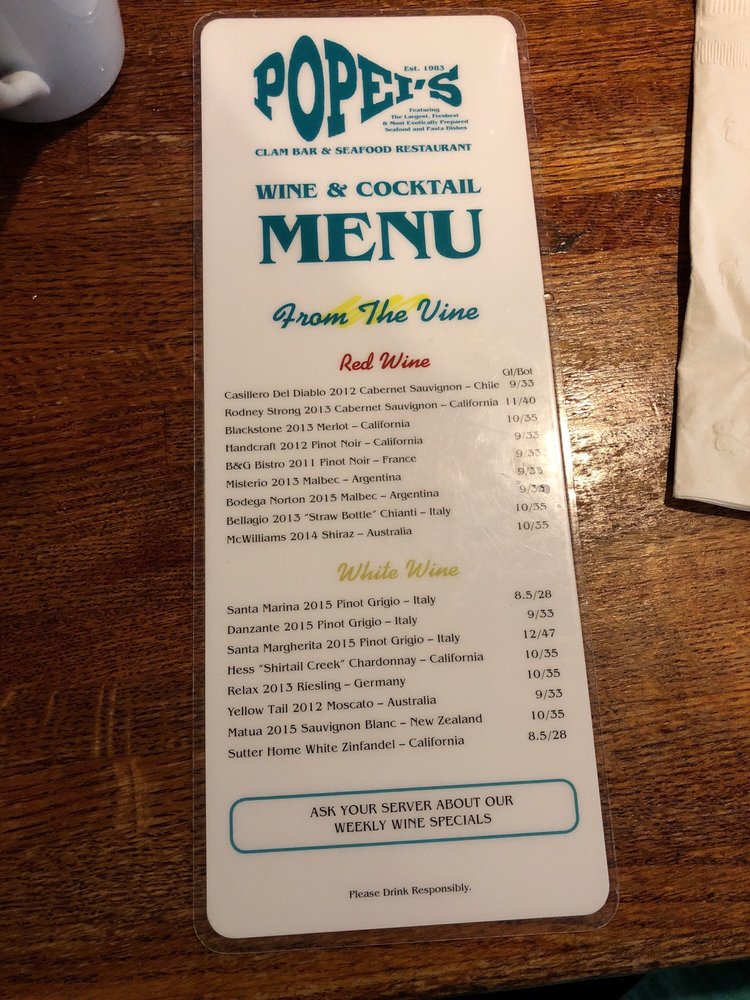 POPEI'S
Est. 1983
Featuring
The Largest, Freshest
& Most Exotically Prepared
Seafood and Pasta Dishes
CLAM BAR & SEAFOOD RESTAURANT
WINE & COCKTAIL
MENU
From The Vine
Red Wine
Gl/Bot
Casillero Del Diablo 2012 Cabernet Sauvignon – Chile 9/33
Rodney Strong 2013 Cabernet Sauvignon – California 11/40
Blackstone 2013 Merlot – California 10/35
Handcraft 2012 Pinot Noir – California 9/33
B&G Bistro 2011 Pinot Noir – France 9/33
Misterio 2013 Malbec – Argentina 9/33
Bodega Norton 2015 Malbec – Argentina 9/33
Bellagio 2013 "Straw Bottle" Chianti – Italy 10/35
McWilliams 2014 Shiraz – Australia 10/35
White Wine
Santa Marina 2015 Pinot Grigio – Italy 8.5/28
Danzante 2015 Pinot Grigio – Italy 9/33
Santa Margherita 2015 Pinot Grigio – Italy 12/47
Hess "Shirtail Creek" Chardonnay – California 10/35
Relax 2013 Riesling – Germany 10/35
Yellow Tail 2012 Moscato – Australia 9/33
Matua 2015 Sauvignon Blanc – New Zealand 10/35
Sutter Home White Zinfandel – California 8.5/28
ASK YOUR SERVER ABOUT OUR
WEEKLY WINE SPECIALS
Please Drink Responsibly.